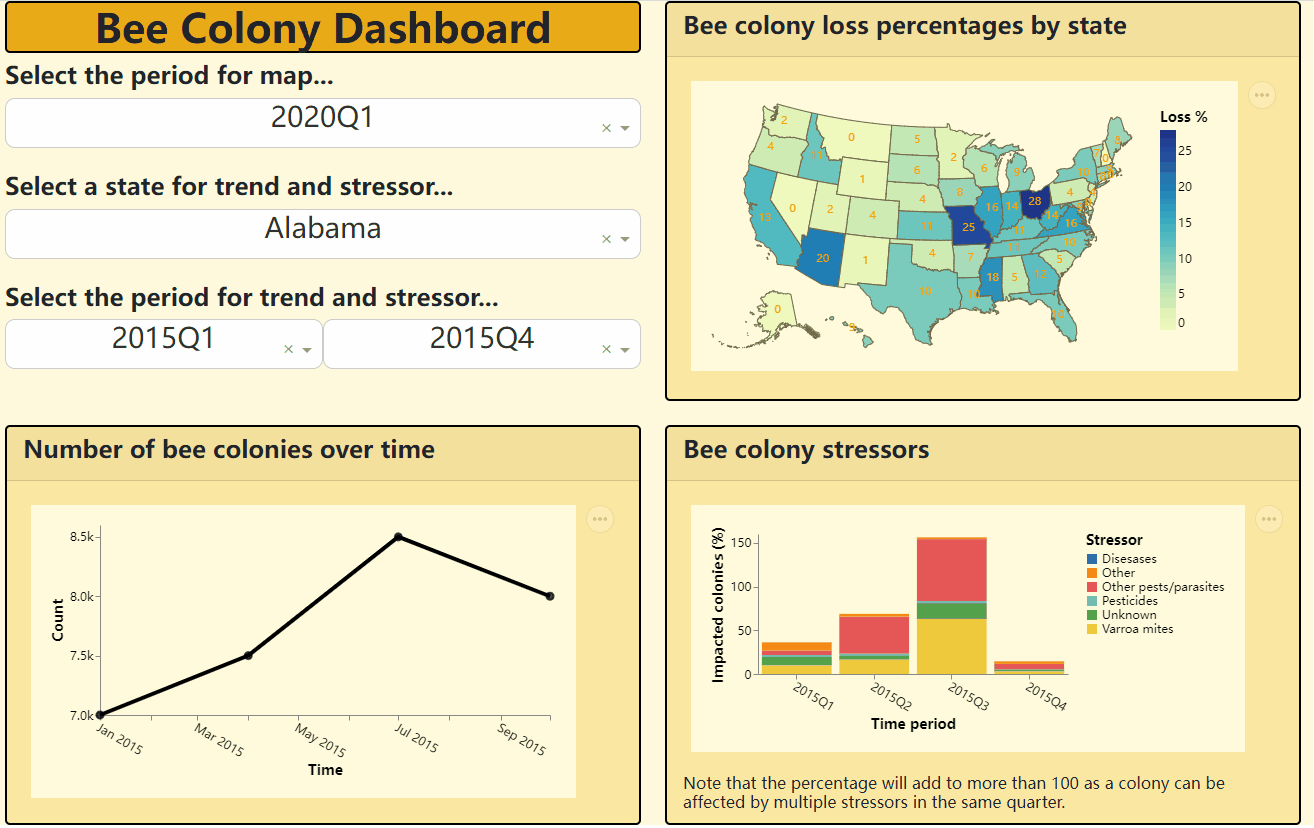 Bee Colony Dashboard
Select the period for map...
2020Q1
Select a state for trend and stressor...
Alabama
Select the period for trend and stressor...
2015Q1
2015Q4
Bee colony loss percentages by state
2
4
11
0
5
2
6
9
1
6
8
4
0
2
4
11
25
16
14
28
4
14
16
11
20
1
4
7
18
5
5
10
0
9
Loss %
25
20
15
10
5
0
Number of bee colonies over time
8.5k
8.0k
7.5k
7.0k
Count
Jan 2015
Mar 2015
May 2015
Jul 2015
Sep 2015
Time
Bee colony stressors
150
100
50
0
Impacted colonies (%)
2015Q1
2015Q2
2015Q3
2015Q4
Time period
Stressor
Disesases
Other
Other pests/parasites
Pesticides
Unknown
Varroa mites
Note that the percentage will add to more than 100 as a colony can be
affected by multiple stressors in the same quarter.